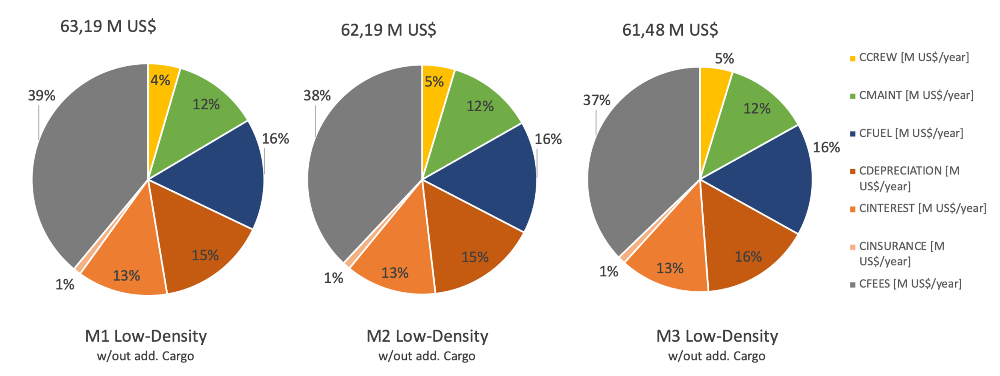 63,19 M US$
4%
12%
16%
15%
13%
1%
39%
M1 Low-Density
w/out add. Cargo
62,19 M US$
5%
12%
16%
15%
13%
1%
38%
M2 Low-Density
w/out add. Cargo
61,48 M US$
5%
12%
16%
16%
13%
1%
37%
M3 Low-Density
w/out add. Cargo
CCREW [M US$/year]
CMAINT [M US$/year]
CFUEL [M US$/year]
CDEPRECIATION [M
US$/year]
CINTEREST [M US$/year]
CINSURANCE [M
US$/year]
CFEES [M US$/year]